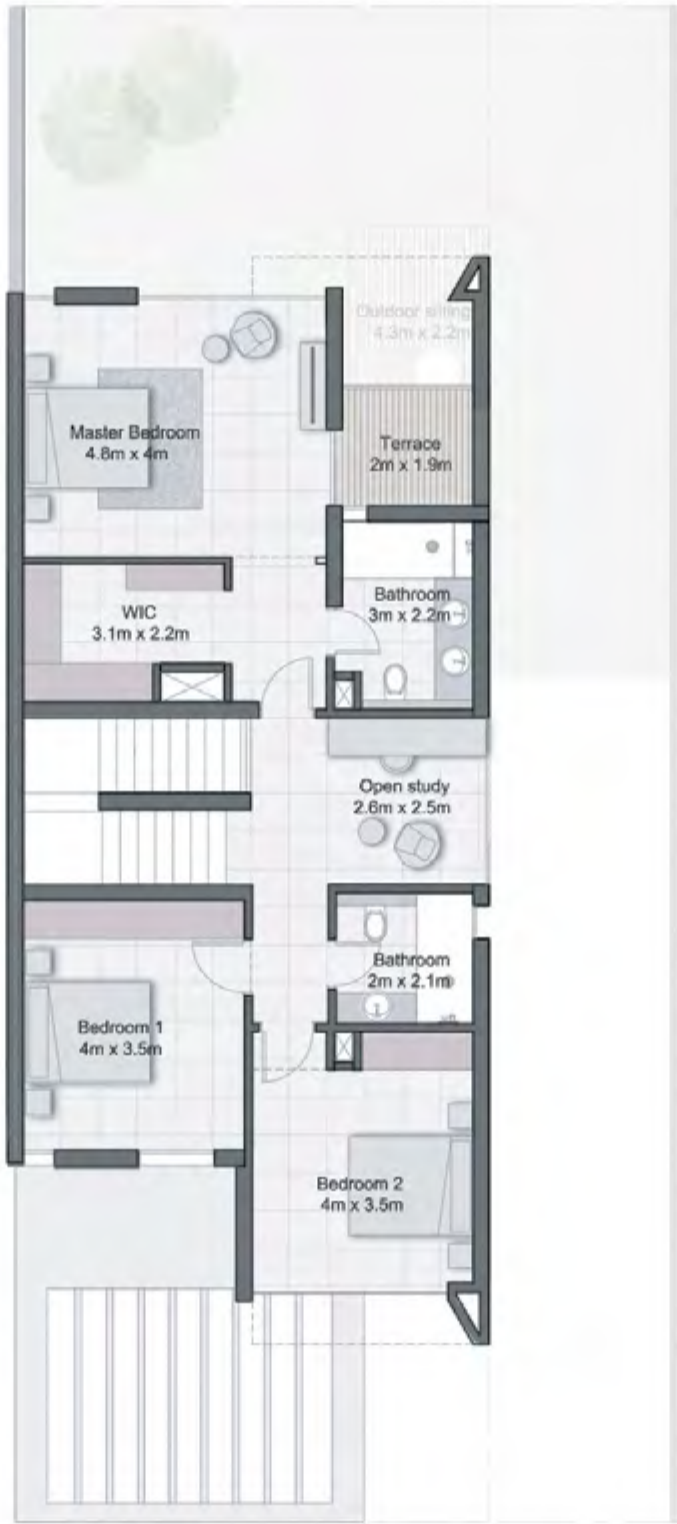 Outdoor sitting
4.3m x 2.2m
Master Bedroom
4.8m x 4m
Terrace
2m x 1.9m
Bathroom
3m x 2.2m
WIC
3.1m x 2.2m
Open study
2.6m x 2.5m
Bathroom
2m x 2.1m
Bedroom 1
4m x 3.5m
Bedroom 2
4m x 3.5m